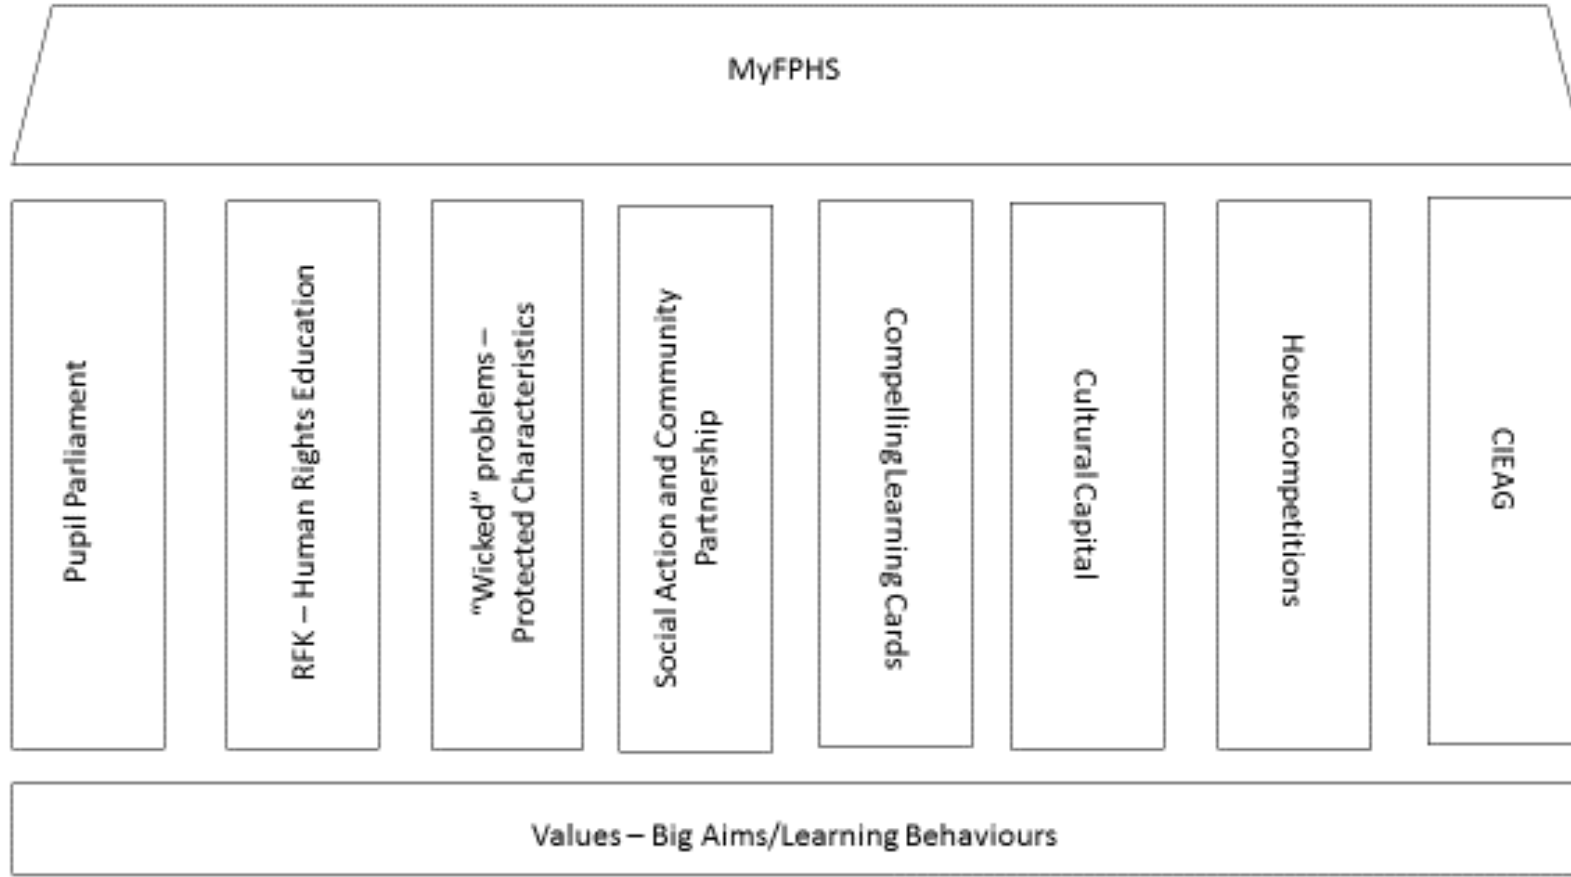 MyFPHS
Pupil Parliament
RFK – Human Rights Education
“Wicked” problems –
Protected Characteristics
Social Action and Community
Partnership
Compelling Learning Cards
Cultural Capital
House competitions
CIEAG
Values – Big Aims/Learning Behaviours